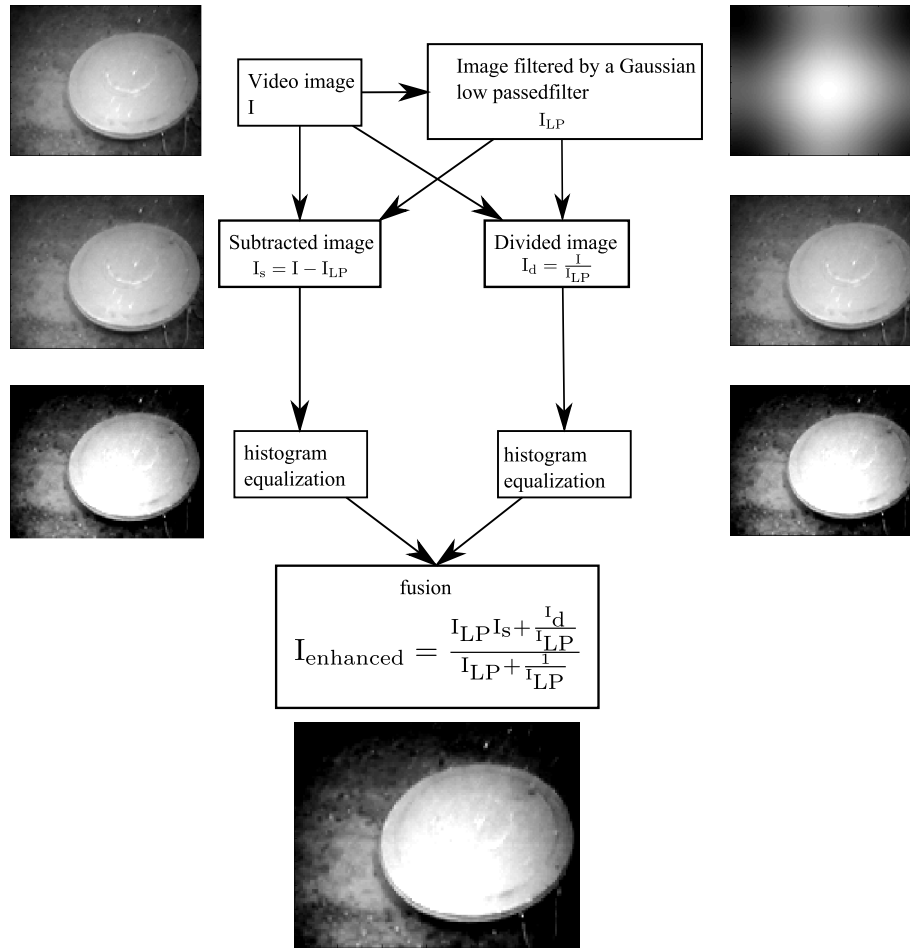 Video image
I
Image filtered by a Gaussian
low passedfilter
I_LP
Subtracted image
I_s = I − I_LP
Divided image
I_d = I/I_LP
histogram
equalization
histogram
equalization
fusion
I_enhanced = (I_LP I_s + I_d/I_LP)/(I_LP + 1/I_LP)